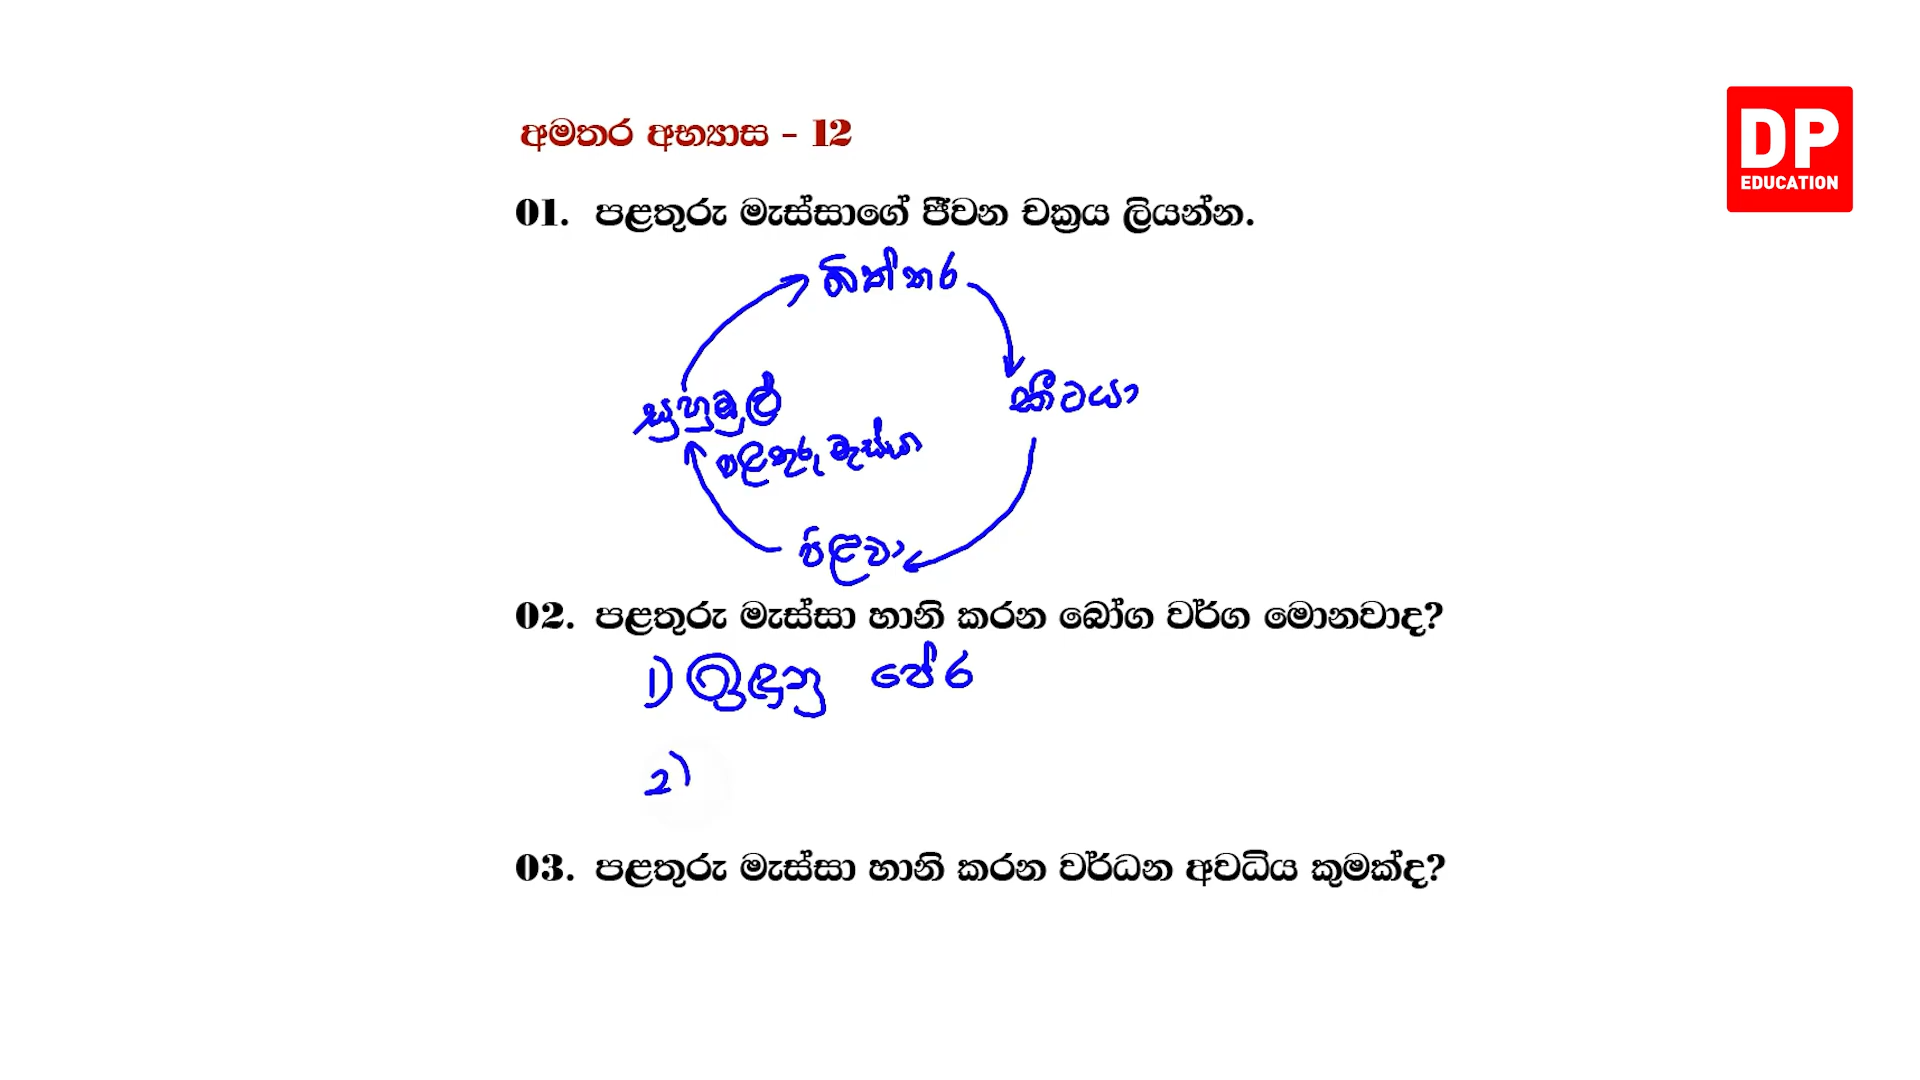 DP
EDUCATION
අමතර අභ්‍යාස - 12
01. පළතුරු මැස්සාගේ ජීවන චක්‍රය ලියන්න.
බිත්තර
සුහුඹුල්
කීටයා
පළතුරු මැස්සා
පිළවා
02. පළතුරු මැස්සා හානි කරන බෝග වර්ග මොනවාද?
1) ඉඳුනු පේර
2)
03. පළතුරු මැස්සා හානි කරන වර්ධන අවධිය කුමක්ද?